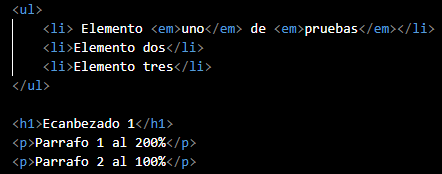 <ul>
<li> Elemento <em>uno</em> de <em>pruebas</em></li>
<li>Elemento dos</li>
<li>Elemento tres</li>
</ul>
<h1>Ecanbezado 1</h1>
<p>Parrafo 1 al 200%</p>
<p>Parrafo 2 al 100%</p>